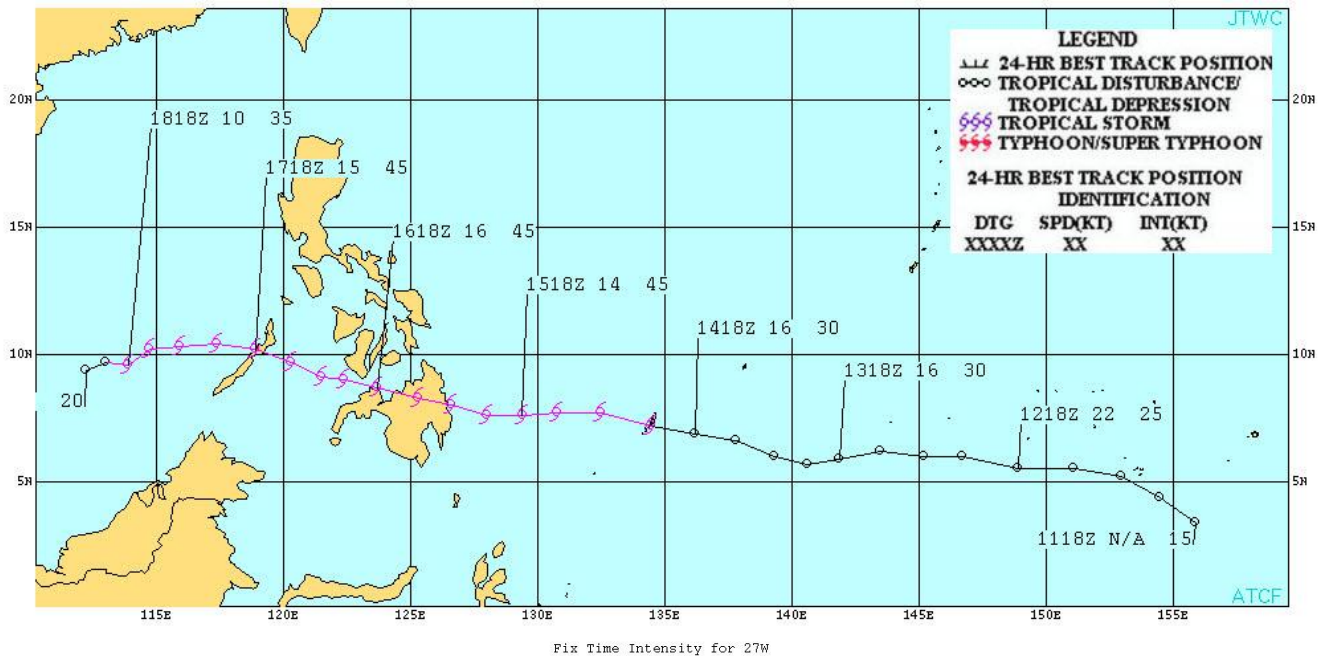 JTWC
LEGEND
24-HR BEST TRACK POSITION
TROPICAL DISTURBANCE/
TROPICAL DEPRESSION
TROPICAL STORM
TYPHOON/SUPER TYPHOON
24-HR BEST TRACK POSITION
IDENTIFICATION
DTG SPD(KT) INT(KT)
XXXXZ XX XX
20N 20N
1818Z 10 35
1718Z 15 45
15N 15N
1618Z 16 45
1518Z 14 45
1418Z 16 30
10N 10N
1318Z 16 30
20
1218Z 22 25
5N 5N
1118Z N/A 15
ATCF
115E 120E 125E 130E 135E 140E 145E 150E 155E
Fix Time Intensity for 27W